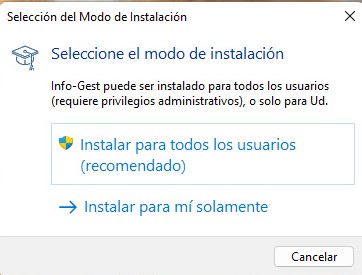 Selección del Modo de Instalación
Seleccione el modo de instalación
Info-Gest puede ser instalado para todos los usuarios
(requiere privilegios administrativos), o solo para Ud.
Instalar para todos los usuarios
(recomendado)
Instalar para mí solamente
Cancelar